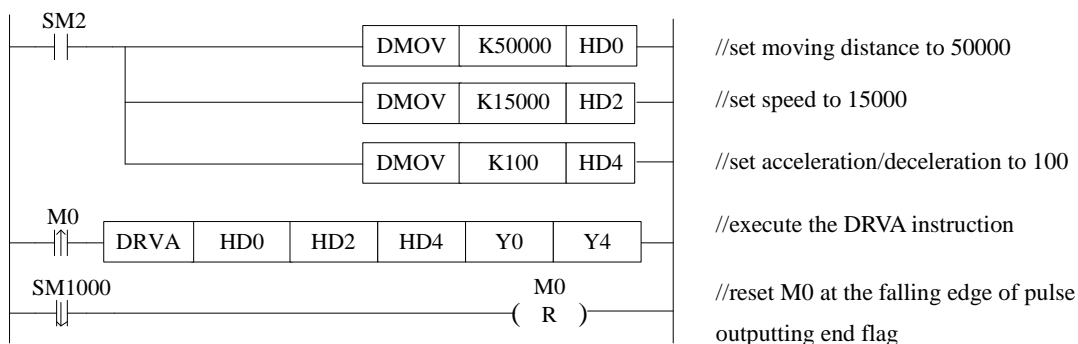 SM2
DMOV K50000 HD0 //set moving distance to 50000
DMOV K15000 HD2 //set speed to 15000
DMOV K100 HD4 //set acceleration/deceleration to 100
M0
DRVA HD0 HD2 HD4 Y0 Y4 //execute the DRVA instruction
SM1000 M0
( R ) //reset M0 at the falling edge of pulse
outputting end flag